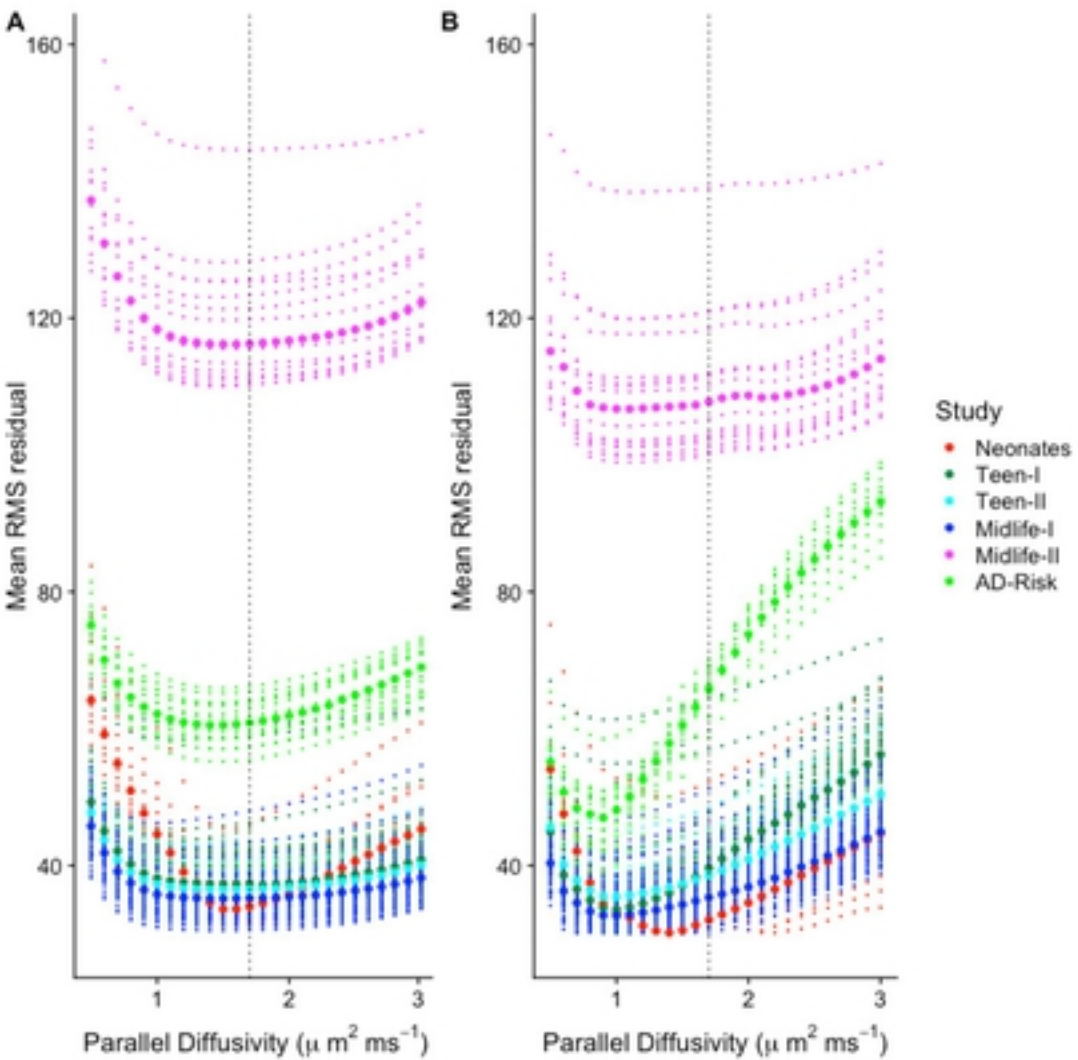 A
B
160
120
80
40
Mean RMS residual
1 2 3
Parallel Diffusivity (μ m² ms⁻¹)
160
120
80
40
Mean RMS residual
1 2 3
Parallel Diffusivity (μ m² ms⁻¹)
Study
Neonates
Teen-I
Teen-II
Midlife-I
Midlife-II
AD-Risk